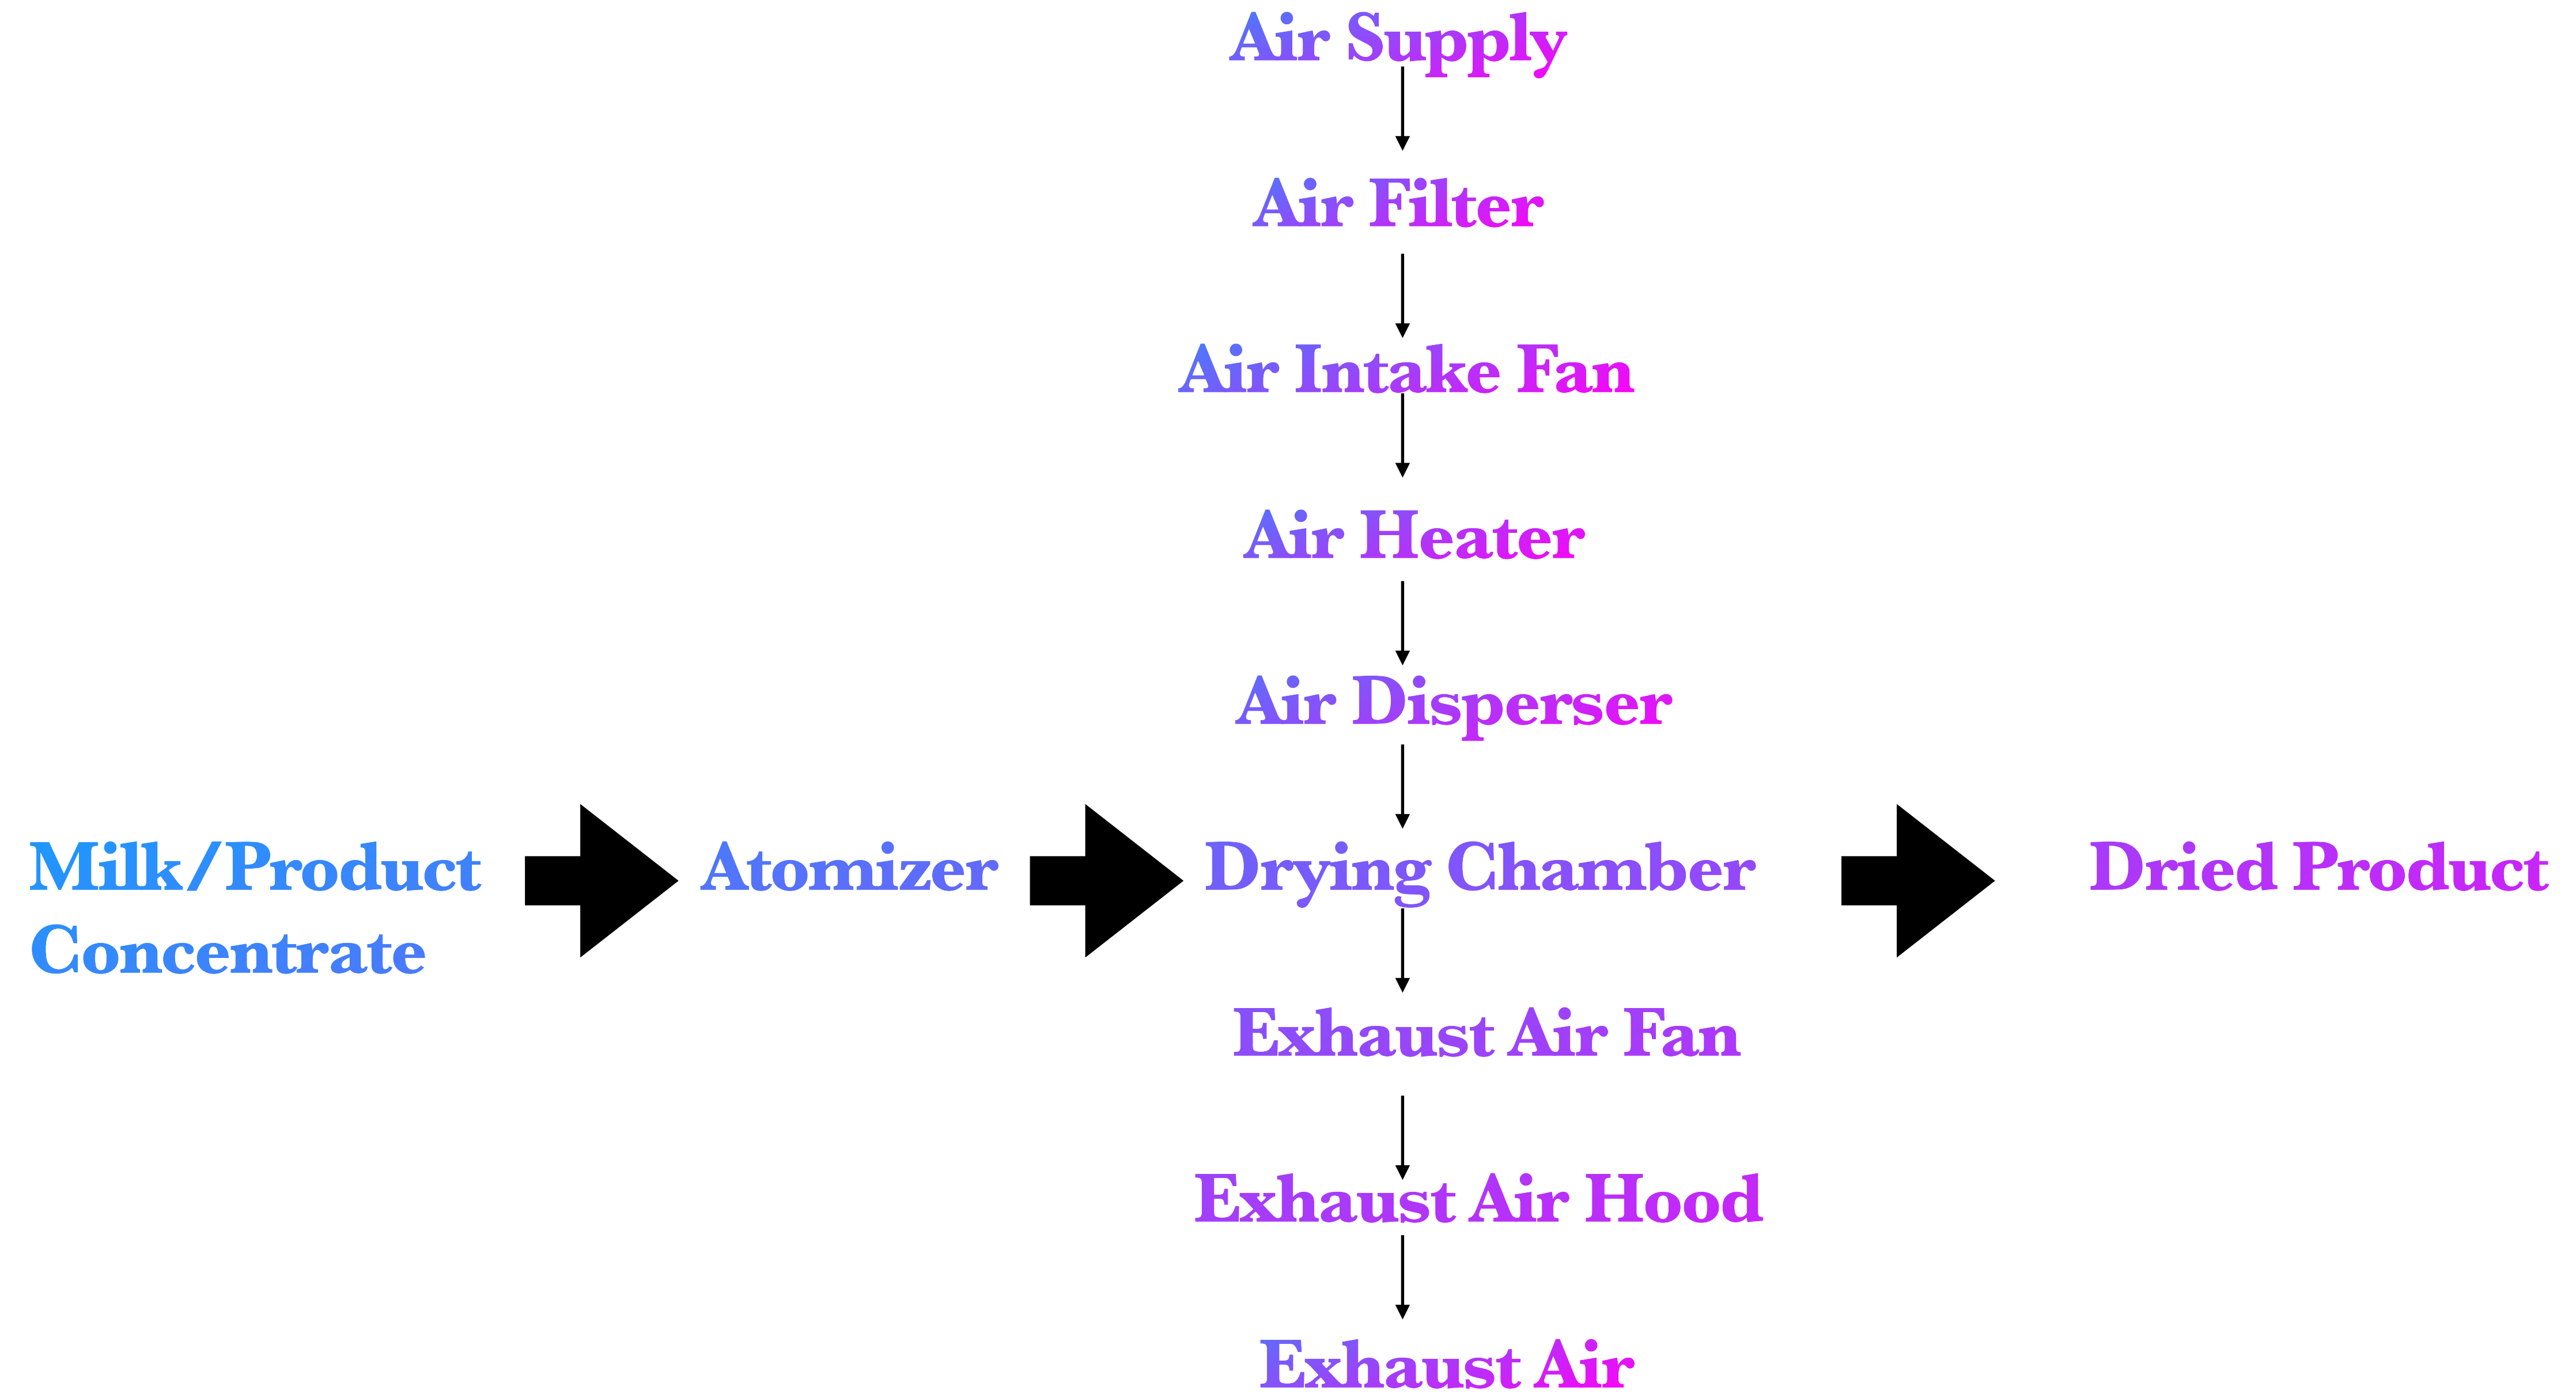 Air Supply
Air Filter
Air Intake Fan
Air Heater
Air Disperser
Milk/Product
Concentrate
Atomizer
Drying Chamber
Dried Product
Exhaust Air Fan
Exhaust Air Hood
Exhaust Air